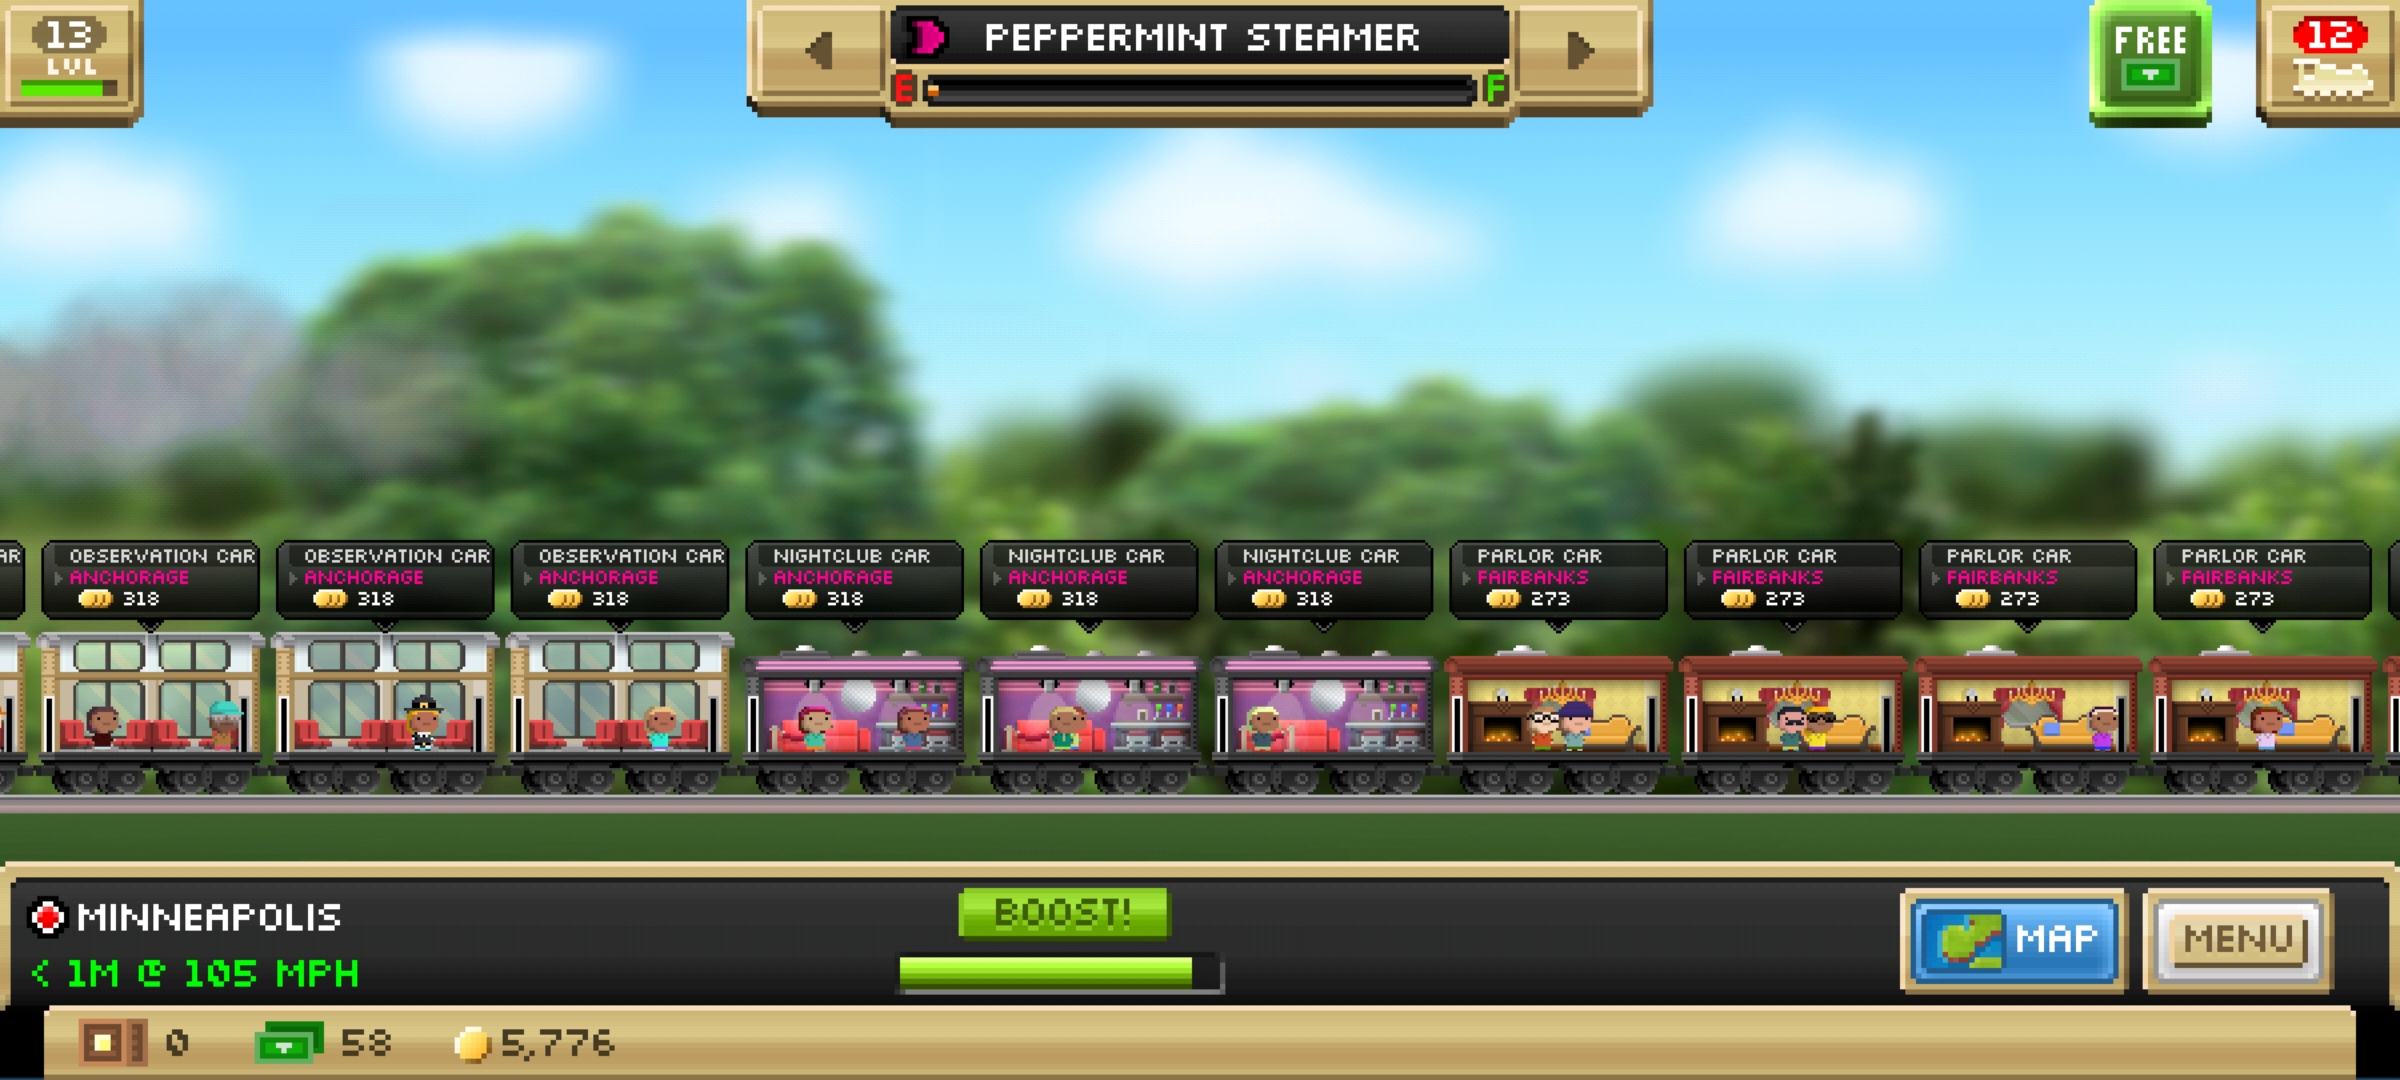 13
LVL
PEPPERMINT STEAMER
E F
FREE
12
AR
OBSERVATION CAR
ANCHORAGE
318
OBSERVATION CAR
ANCHORAGE
318
OBSERVATION CAR
ANCHORAGE
318
NIGHTCLUB CAR
ANCHORAGE
318
NIGHTCLUB CAR
ANCHORAGE
318
NIGHTCLUB CAR
ANCHORAGE
318
PARLOR CAR
FAIRBANKS
273
PARLOR CAR
FAIRBANKS
273
PARLOR CAR
FAIRBANKS
273
PARLOR CAR
FAIRBANKS
273
MINNEAPOLIS
< 1M @ 105 MPH
BOOST!
MAP
MENU
0
58
5,776